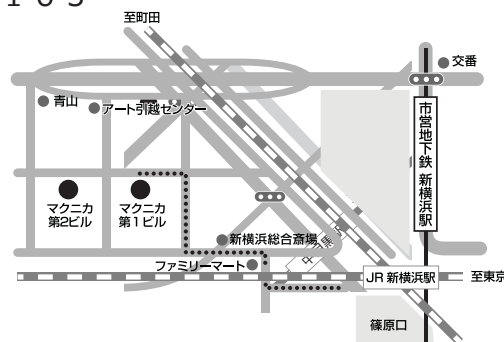 1 6 3
至町田
交番
青山
アート引越センター
市営地下鉄 新横浜駅
マクニカ
第2ビル
マクニカ
第1ビル
新横浜総合斎場
ファミリーマート
JR 新横浜駅
至東京
篠原口